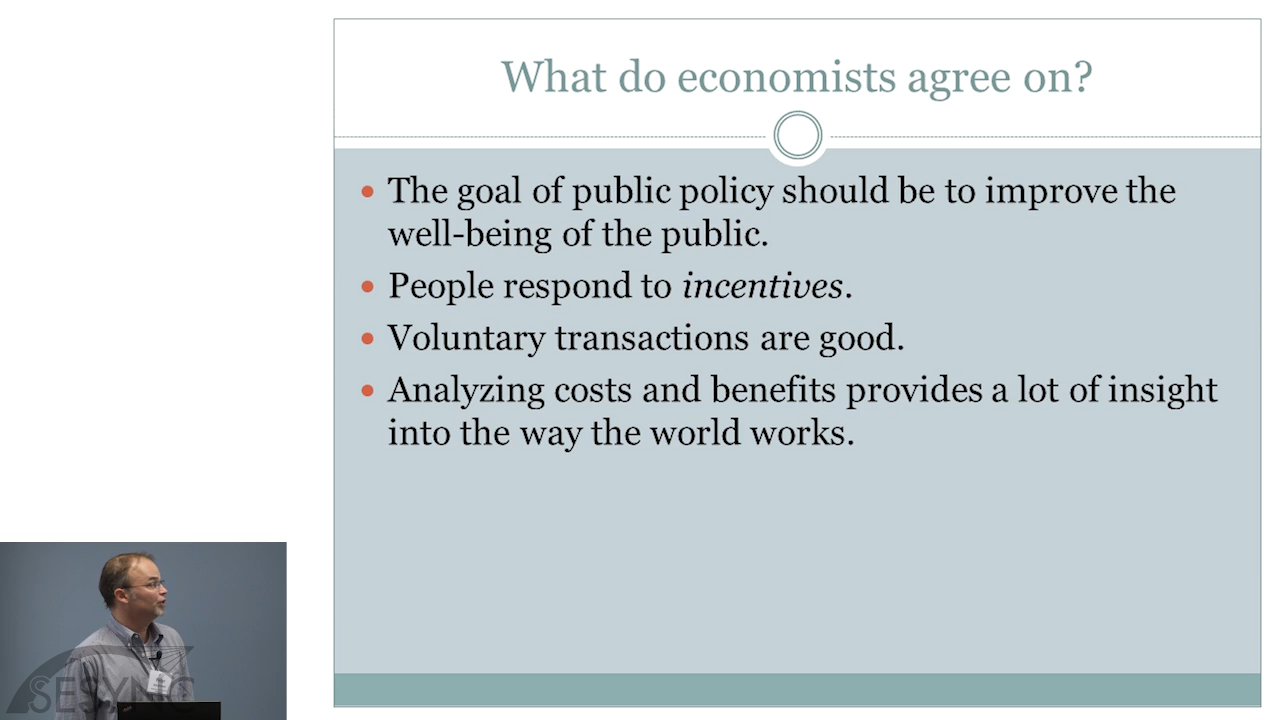 What do economists agree on?
• The goal of public policy should be to improve the
well-being of the public.
• People respond to incentives.
• Voluntary transactions are good.
• Analyzing costs and benefits provides a lot of insight
into the way the world works.
SESYNC